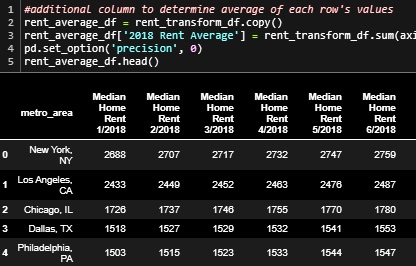 1 #additional column to determine average of each row's values
2 rent_average_df = rent_transform_df.copy()
3 rent_average_df['2018 Rent Average'] = rent_transform_df.sum(axi
4 pd.set_option('precision', 0)
5 rent_average_df.head()
metro_area Median Home Rent 1/2018 Median Home Rent 2/2018 Median Home Rent 3/2018 Median Home Rent 4/2018 Median Home Rent 5/2018 Median Home Rent 6/2018
0 New York, NY 2688 2707 2717 2732 2747 2759
1 Los Angeles, CA 2433 2449 2452 2463 2476 2487
2 Chicago, IL 1726 1737 1746 1755 1770 1780
3 Dallas, TX 1518 1527 1529 1532 1541 1553
4 Philadelphia, PA 1503 1515 1523 1533 1544 1547